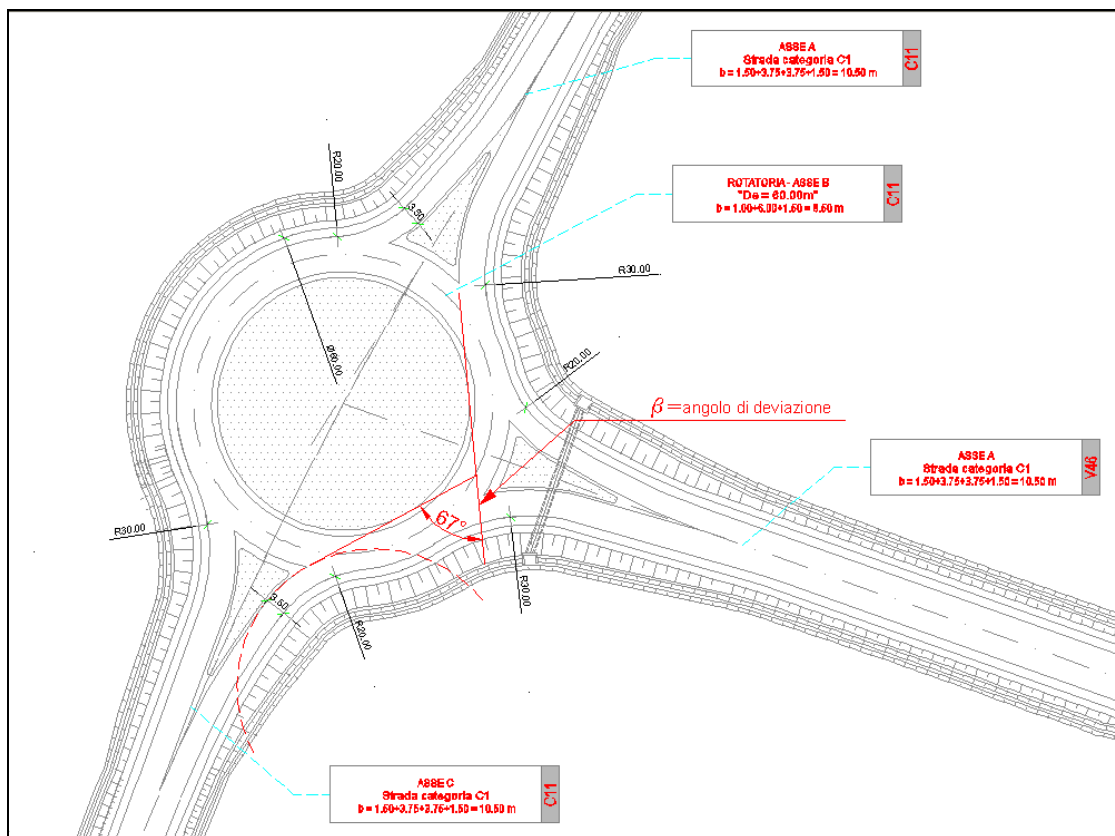 ASSE A
Strada categoria C1
b = 1.50+3.75+3.75+1.50 = 10.50 m
C11
ROTATORIA - ASSE B
"De = 60.00m"
b = 1.00+6.00+1.50 = 8.50 m
C11
R20.00
3.50
R30.00
Ø60.00
R20.00
β=angolo di deviazione
ASSE A
Strada categoria C1
b = 1.50+3.75+3.75+1.50 = 10.50 m
V46
67°
R30.00
R30.00
3.50
R20.00
ASSE C
Strada categoria C1
b = 1.50+3.75+3.75+1.50 = 10.50 m
C11